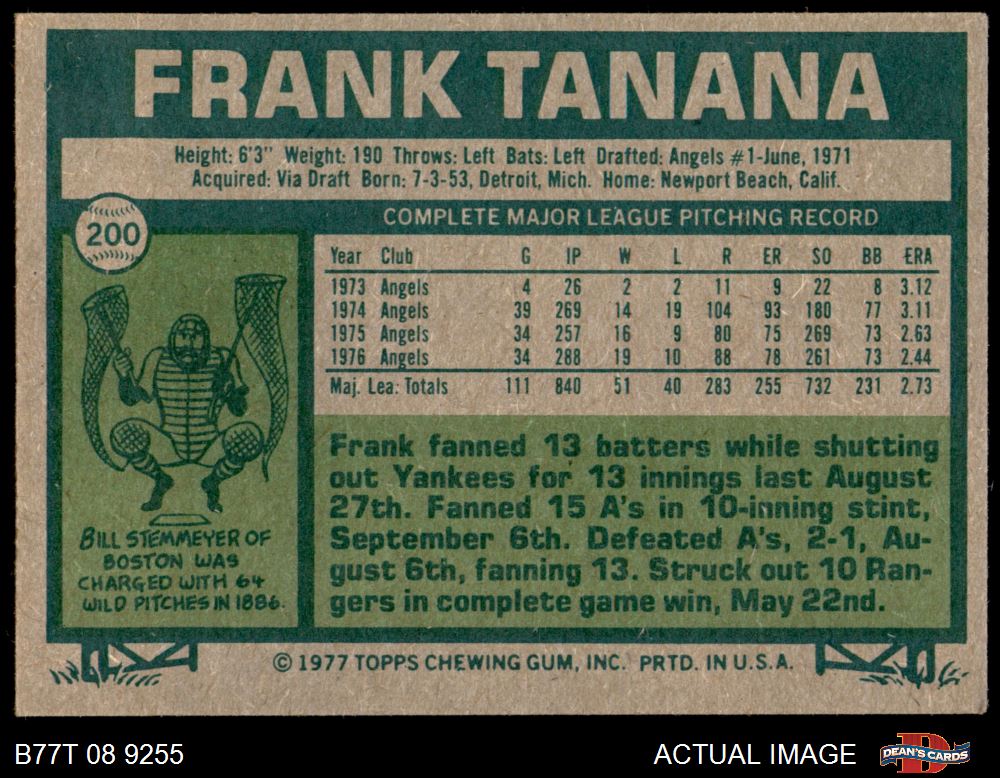 FRANK TANANA
Height: 6'3" Weight: 190 Throws: Left Bats: Left Drafted: Angels #1-June, 1971
Acquired: Via Draft Born: 7-3-53, Detroit, Mich. Home: Newport Beach, Calif.
200
COMPLETE MAJOR LEAGUE PITCHING RECORD
Year Club G IP W L R ER SO BB ERA
1973 Angels 4 26 2 2 11 9 22 8 3.12
1974 Angels 39 269 14 19 104 93 180 77 3.11
1975 Angels 34 257 16 9 80 75 269 73 2.63
1976 Angels 34 288 19 10 88 78 261 73 2.44
Maj. Lea. Totals 111 840 51 40 283 255 732 231 2.73
BILL STEMMEYER OF
BOSTON WAS
CHARGED WITH 64
WILD PITCHES IN 1886.
Frank fanned 13 batters while shutting
out Yankees for 13 innings last August
27th. Fanned 15 A's in 10-inning stint,
September 6th. Defeated A's, 2-1, Au-
gust 6th, fanning 13. Struck out 10 Ran-
gers in complete game win, May 22nd.
© 1977 TOPPS CHEWING GUM, INC. PRTD. IN U.S.A.
B77T 08 9255
ACTUAL IMAGE
DEAN'S CARDS